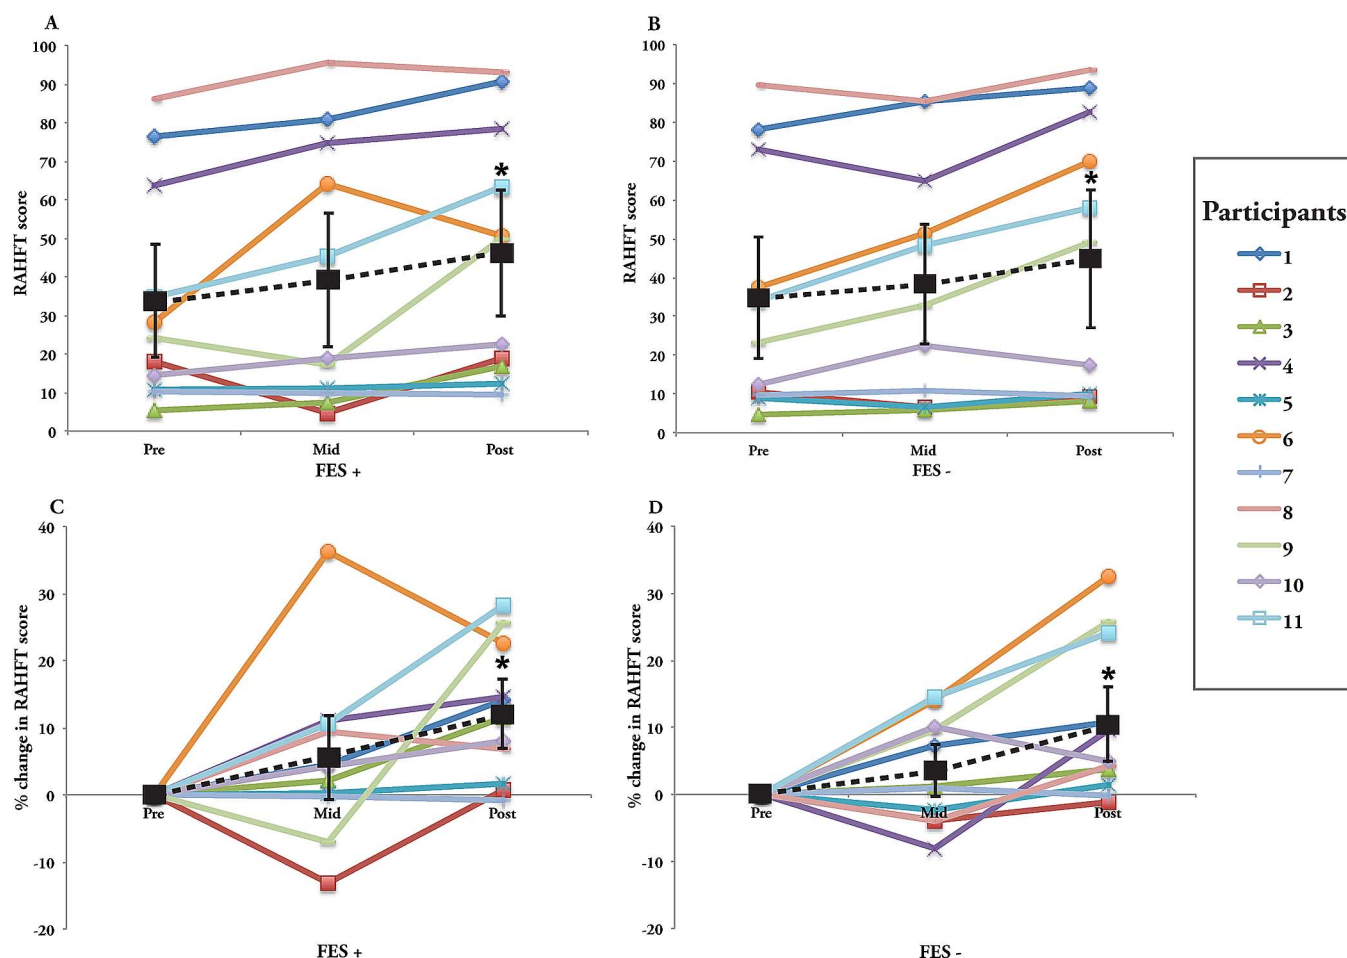 A
100
90
80
70
60
50
40
30
20
10
0
RAHFT score
*
Pre
Mid
Post
FES +
B
100
90
80
70
60
50
40
30
20
10
0
RAHFT score
*
Pre
Mid
Post
FES -
Participants
1
2
3
4
5
6
7
8
9
10
11
C
40
30
20
10
0
-10
-20
% change in RAHFT score
*
Pre
Mid
Post
FES +
D
40
30
20
10
0
-10
-20
% change in RAHFT score
*
Pre
Mid
Post
FES -